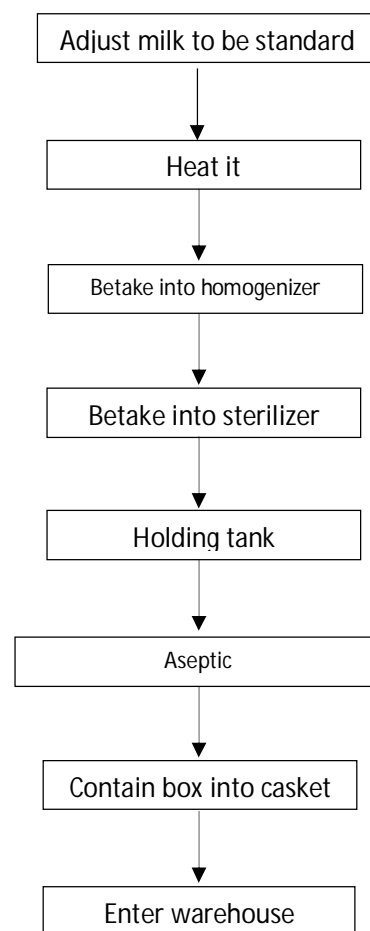 Adjust milk to be standard
Heat it
Betake into homogenizer
Betake into sterilizer
Holding tank
Aseptic
Contain box into casket
Enter warehouse